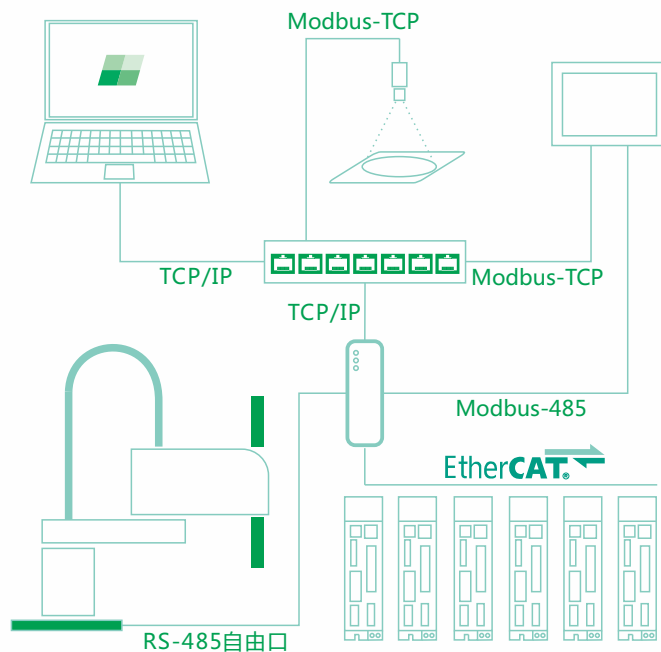 Modbus-TCP
TCP/IP
Modbus-TCP
TCP/IP
Modbus-485
EtherCAT®
RS-485自由口